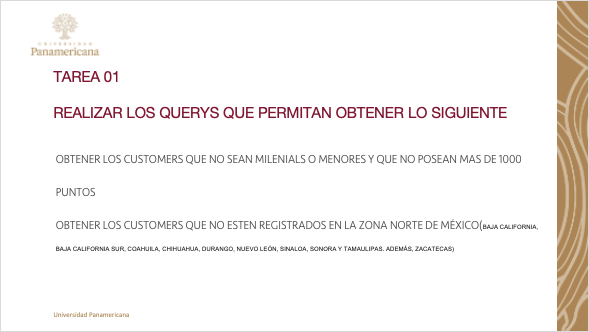 UNIVERSIDAD
Panamericana
TAREA 01
REALIZAR LOS QUERYS QUE PERMITAN OBTENER LO SIGUIENTE
OBTENER LOS CUSTOMERS QUE NO SEAN MILENIALS O MENORES Y QUE NO POSEAN MAS DE 1000
PUNTOS
OBTENER LOS CUSTOMERS QUE NO ESTEN REGISTRADOS EN LA ZONA NORTE DE MÉXICO(BAJA CALIFORNIA,
BAJA CALIFORNIA SUR, COAHUILA, CHIHUAHUA, DURANGO, NUEVO LEÓN, SINALOA, SONORA Y TAMAULIPAS. ADEMÁS, ZACATECAS)
Universidad Panamericana